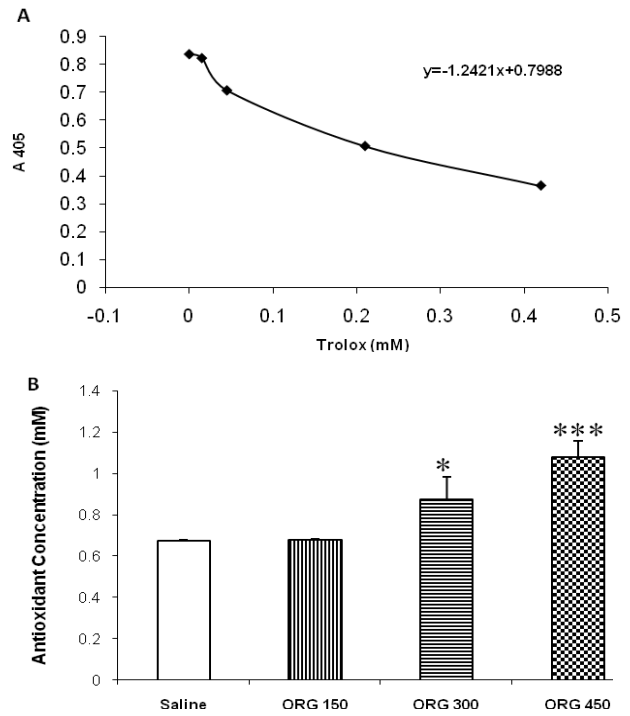 A
0.9
0.8
0.7
0.6
0.5
0.4
0.3
0.2
0.1
0
A 405
y=-1.2421x+0.7988
-0.1 0 0.1 0.2 0.3 0.4 0.5
Trolox (mM)
B
1.4
1.2
1
0.8
0.6
0.4
0.2
0
Antioxidant Concentration (mM)
*
***
Saline ORG 150 ORG 300 ORG 450